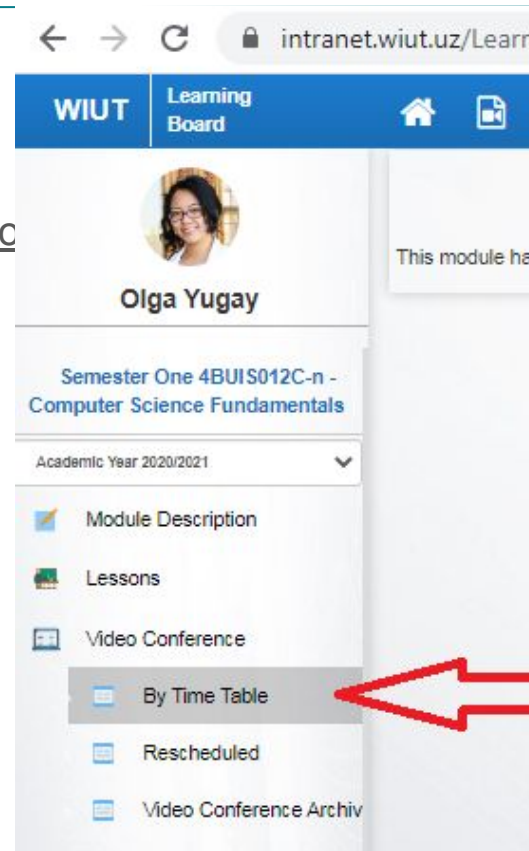 intranet.wiut.uz/Learn
WIUT
Learning
Board
Olga Yugay
This module ha
Semester One 4BUIS012C-n -
Computer Science Fundamentals
Academic Year 2020/2021
Module Description
Lessons
Video Conference
By Time Table
Rescheduled
Video Conference Archiv